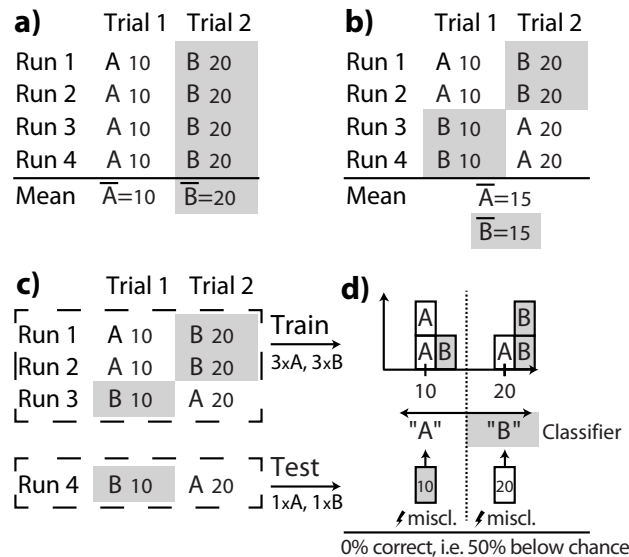 a)
Trial 1 Trial 2
Run 1 A 10 B 20
Run 2 A 10 B 20
Run 3 A 10 B 20
Run 4 A 10 B 20
Mean A̅=10 B̅=20
b)
Trial 1 Trial 2
Run 1 A 10 B 20
Run 2 A 10 B 20
Run 3 B 10 A 20
Run 4 B 10 A 20
Mean A̅=15
B̅=15
c)
Trial 1 Trial 2
Run 1 A 10 B 20
Run 2 A 10 B 20
Run 3 B 10 A 20
Train
3xA, 3xB
Run 4 B 10 A 20
Test
1xA, 1xB
d)
A B
A B A B
10 20
"A" "B" Classifier
10 20
miscl. miscl.
0% correct, i.e. 50% below chance